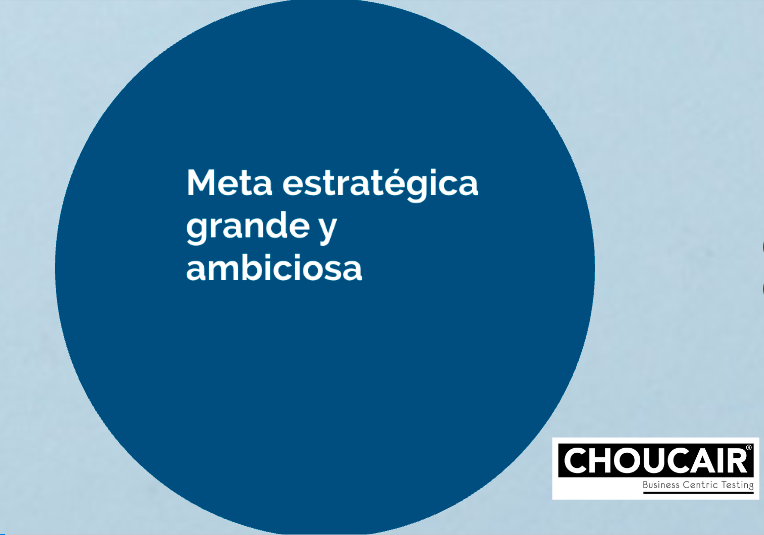 Meta estratégica
grande y
ambiciosa
CHOUCAIR®
Business Centric Testing